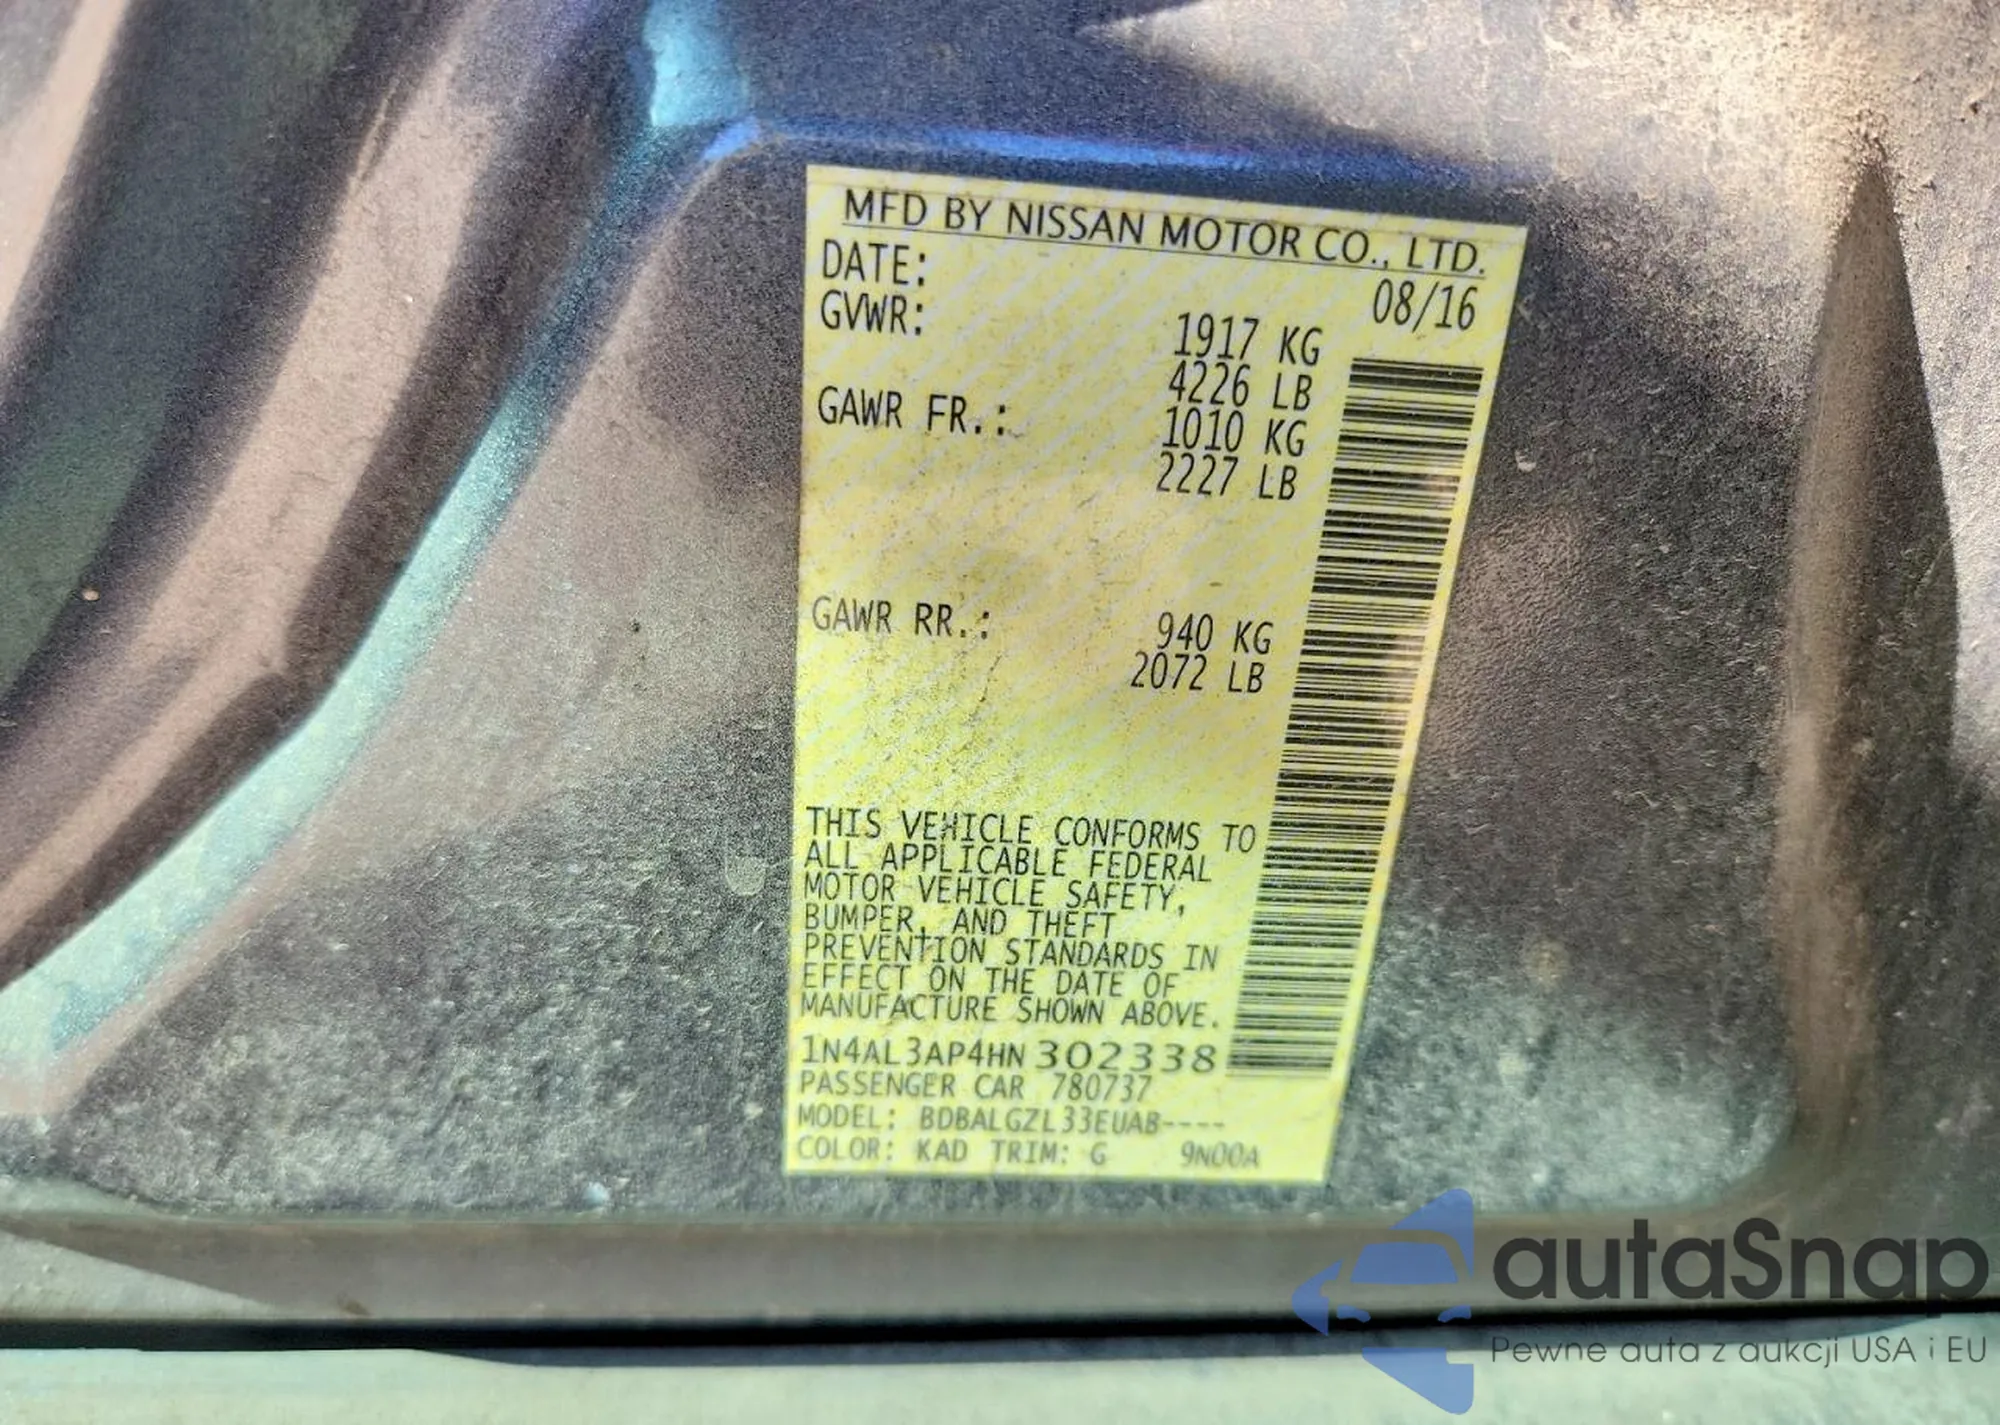 MFD BY NISSAN MOTOR CO., LTD.
DATE: 08/16
GVWR: 1917 KG
4226 LB
GAWR FR.: 1010 KG
2227 LB
GAWR RR.: 940 KG
2072 LB
THIS VEHICLE CONFORMS TO
ALL APPLICABLE FEDERAL
MOTOR VEHICLE SAFETY,
BUMPER, AND THEFT
PREVENTION STANDARDS IN
EFFECT ON THE DATE OF
MANUFACTURE SHOWN ABOVE.
1N4AL3AP4HN302338
PASSENGER CAR 780737
MODEL: BDBALGZL33EUAB----
COLOR: KAD TRIM: G 9N00A
autaSnap
Pewne auta z aukcji USA i EU